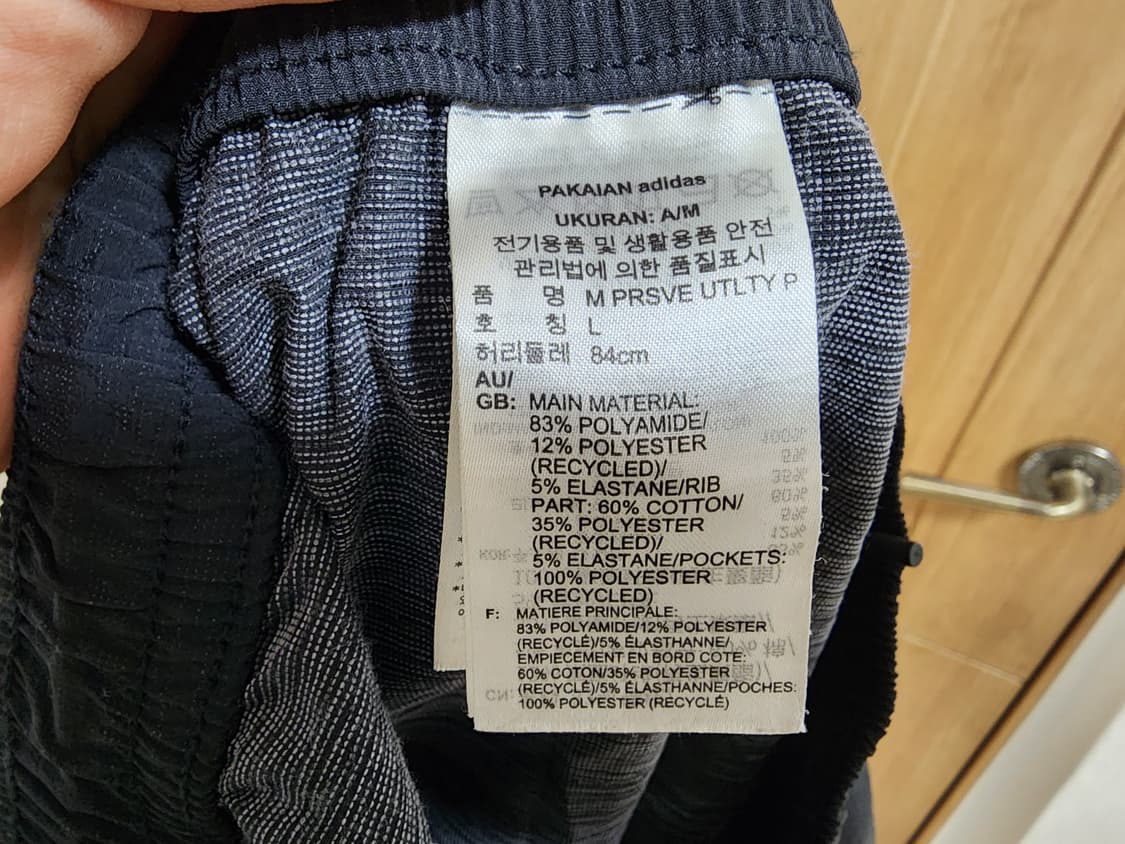 PAKAIAN adidas
UKURAN: A/M
전기용품 및 생활용품 안전
관리법에 의한 품질표시
품 명 M PRSVE UTLTY P
호 칭 L
허리둘레 84cm
AU/
GB: MAIN MATERIAL:
83% POLYAMIDE/
12% POLYESTER
(RECYCLED)/
5% ELASTANE/RIB
PART: 60% COTTON/
35% POLYESTER
(RECYCLED)/
5% ELASTANE/POCKETS:
100% POLYESTER
(RECYCLED)
F: MATIERE PRINCIPALE:
83% POLYAMIDE/12% POLYESTER
(RECYCLÉ)/5% ÉLASTHANNE/
EMPIECEMENT EN BORD COTE:
60% COTON/35% POLYESTER
(RECYCLÉ)/5% ÉLASTHANNE/POCHES:
100% POLYESTER (RECYCLÉ)